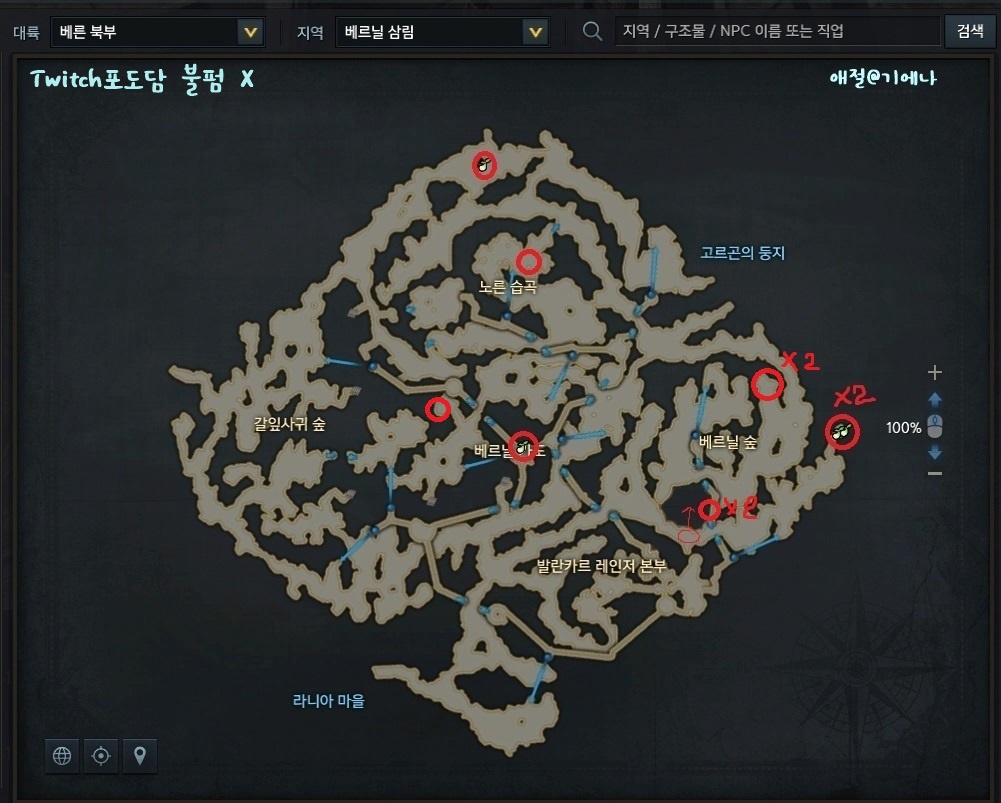 대륙 베른 북부 지역 베르닐 삼림 지역 / 구조물 / NPC 이름 또는 직업 검색
Twitch포도담 불펌 X 애절@기에나
고르곤의 둥지
노른 습곡
X2
X2
갈잎사귀 숲
100%
베르닐 숲
X2
발란카르 레인저 본부
라니아 마을